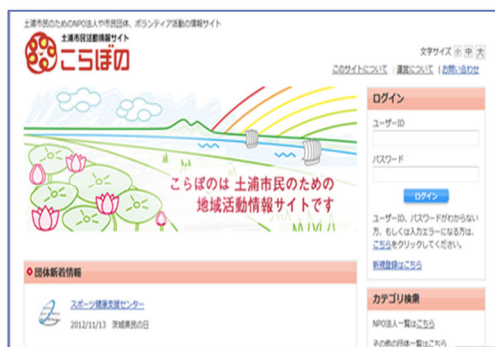 土浦市民のためのNPO法人や市民団体、ボランティア活動の情報サイト
土浦市民活動情報サイト
こらぼの
文字サイズ 小 中 大
このサイトについて | 運営について | お問い合わせ
こらぼのは 土浦市民のための
地域活動情報サイトです
ログイン
ユーザーID
パスワード
ログイン
ユーザーID、パスワードがわからない
方、もしくは入力エラーになる方は、
こちらをクリックしてください。
新規登録はこちら
団体新着情報
スポーツ健康支援センター
2012/11/13 茨城県民の日
カテゴリ検索
NPO法人一覧はこちら
その他の団体一覧はこちら